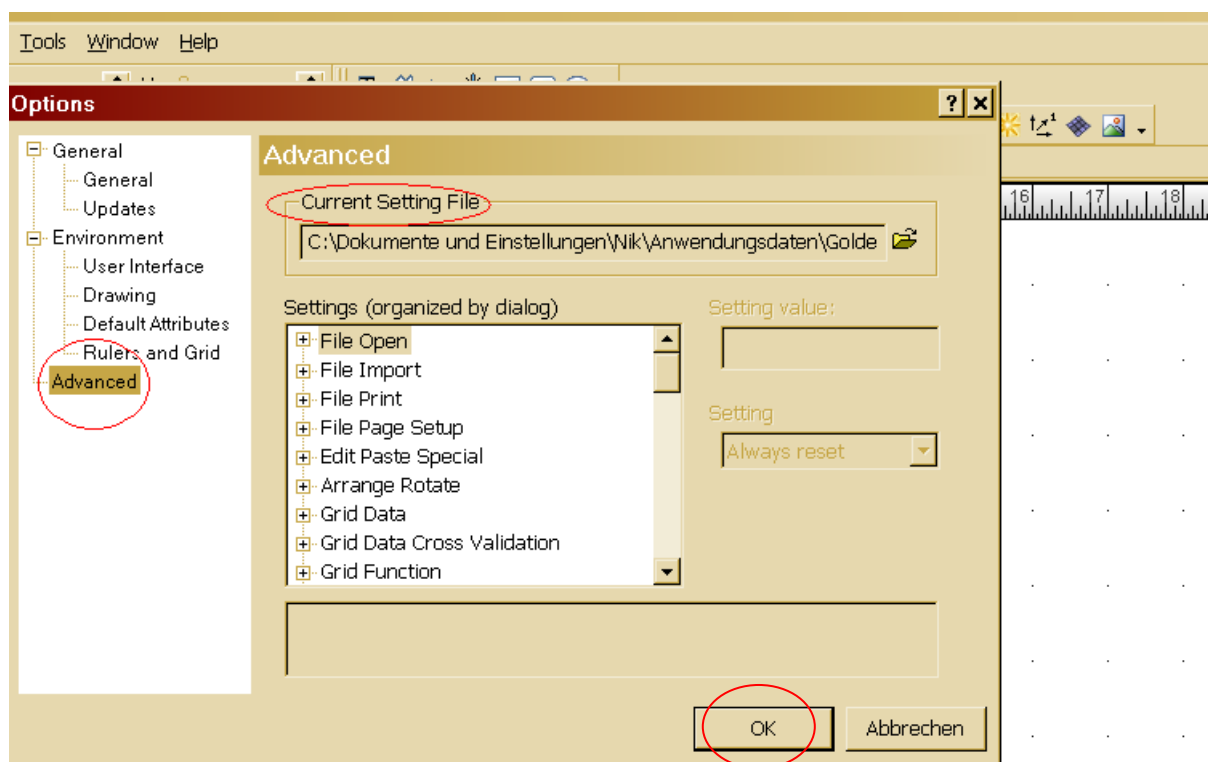 Tools Window Help
Options
General
General
Updates
Environment
User Interface
Drawing
Default Attributes
Rulers and Grid
Advanced
Advanced
Current Setting File
C:\Dokumente und Einstellungen\Nik\Anwendungsdaten\Golde
Settings (organized by dialog)
File Open
File Import
File Print
File Page Setup
Edit Paste Special
Arrange Rotate
Grid Data
Grid Data Cross Validation
Grid Function
Setting value:
Setting
Always reset
OK Abbrechen
16 17 18